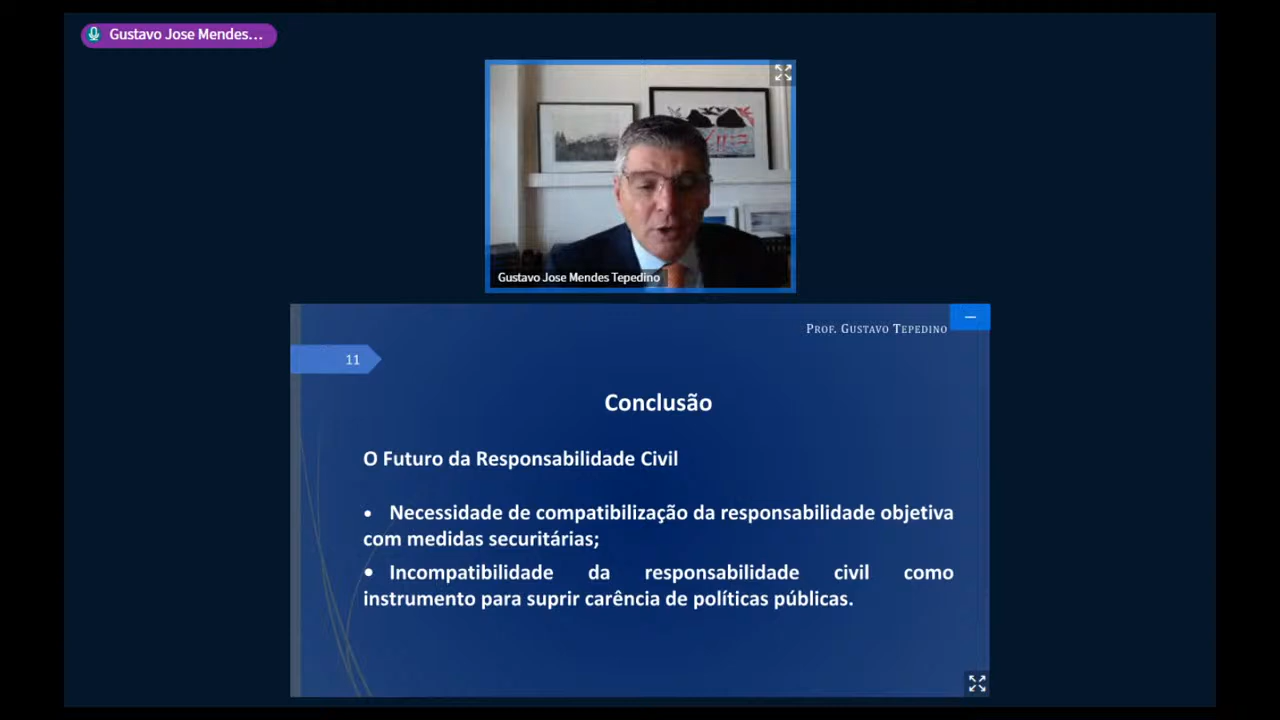 Gustavo Jose Mendes...
Gustavo Jose Mendes Tepedino
PROF. GUSTAVO TEPEDINO
11
Conclusão
O Futuro da Responsabilidade Civil
• Necessidade de compatibilização da responsabilidade objetiva
com medidas securitárias;
• Incompatibilidade da responsabilidade civil como
instrumento para suprir carência de políticas públicas.